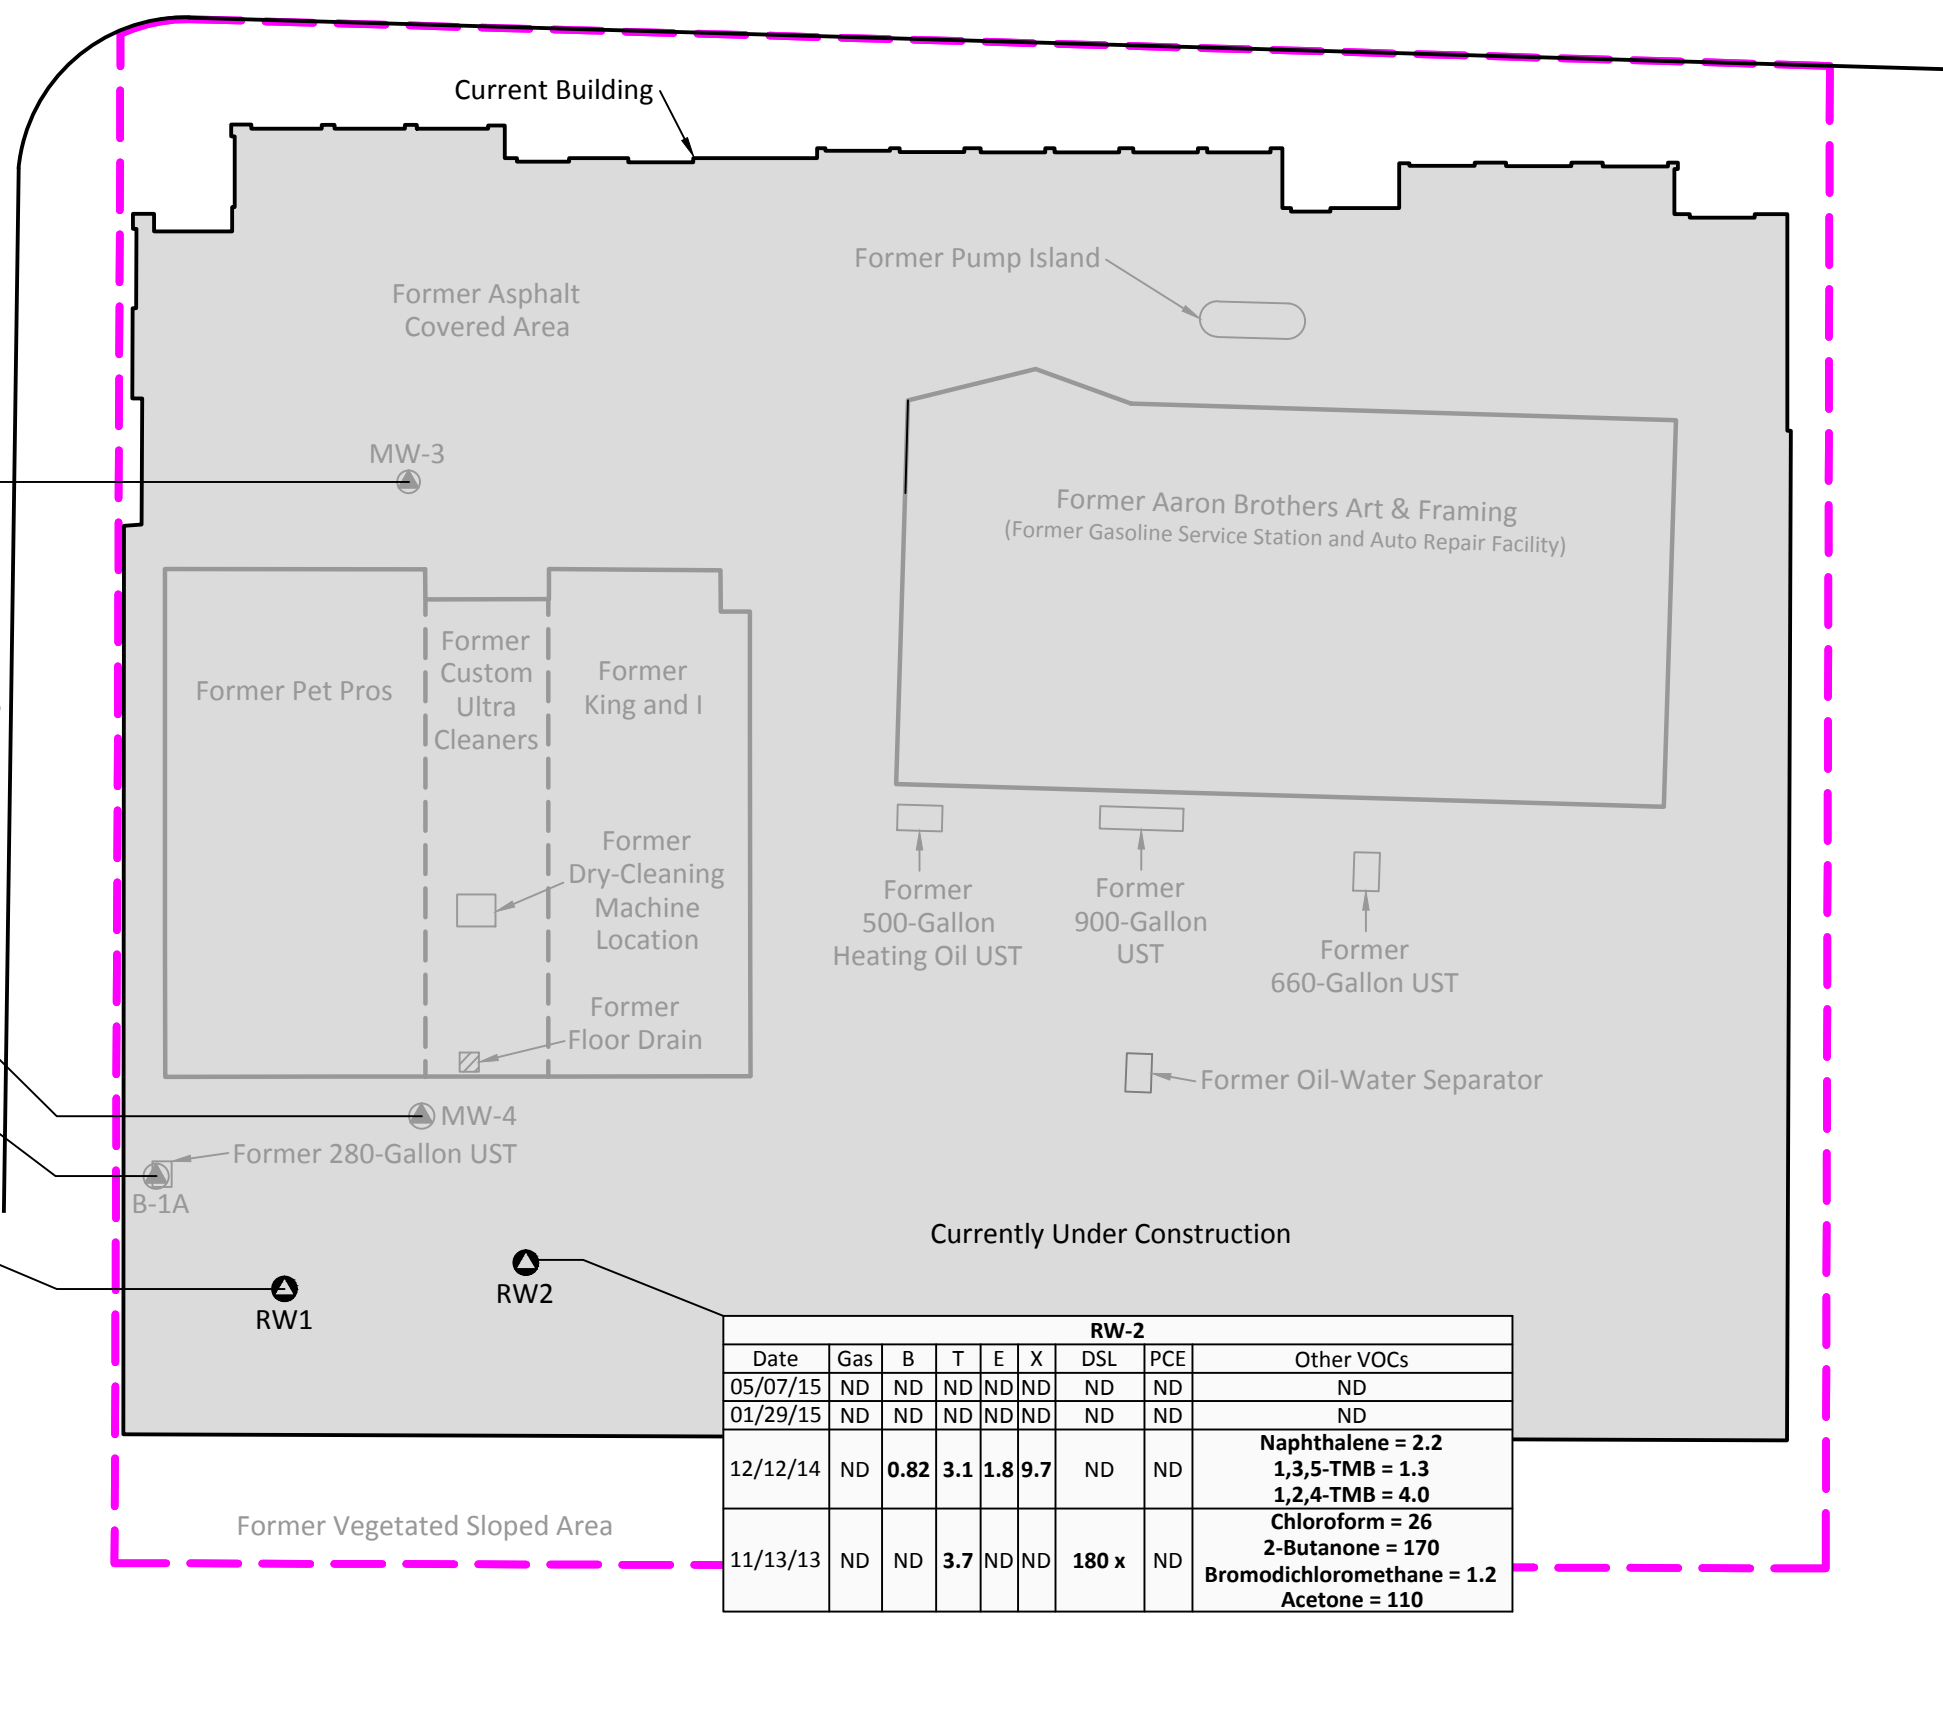 Current Building
Former Pump Island
Former Asphalt
Covered Area
MW-3
Former Aaron Brothers Art & Framing
(Former Gasoline Service Station and Auto Repair Facility)
Former Pet Pros
Former
Custom
Ultra
Cleaners
Former
King and I
Former
Dry-Cleaning
Machine
Location
Former
500-Gallon
Heating Oil UST
Former
900-Gallon
UST
Former
660-Gallon UST
Former
Floor Drain
Former Oil-Water Separator
MW-4
Former 280-Gallon UST
B-1A
Currently Under Construction
RW2
RW1
RW-2
Date Gas B T E X DSL PCE Other VOCs
05/07/15 ND ND ND ND ND ND ND ND
01/29/15 ND ND ND ND ND ND ND ND
12/12/14 ND 0.82 3.1 1.8 9.7 ND ND Naphthalene = 2.2
1,3,5-TMB = 1.3
1,2,4-TMB = 4.0
11/13/13 ND ND 3.7 ND ND 180 x ND Chloroform = 26
2-Butanone = 170
Bromodichloromethane = 1.2
Acetone = 110
Former Vegetated Sloped Area